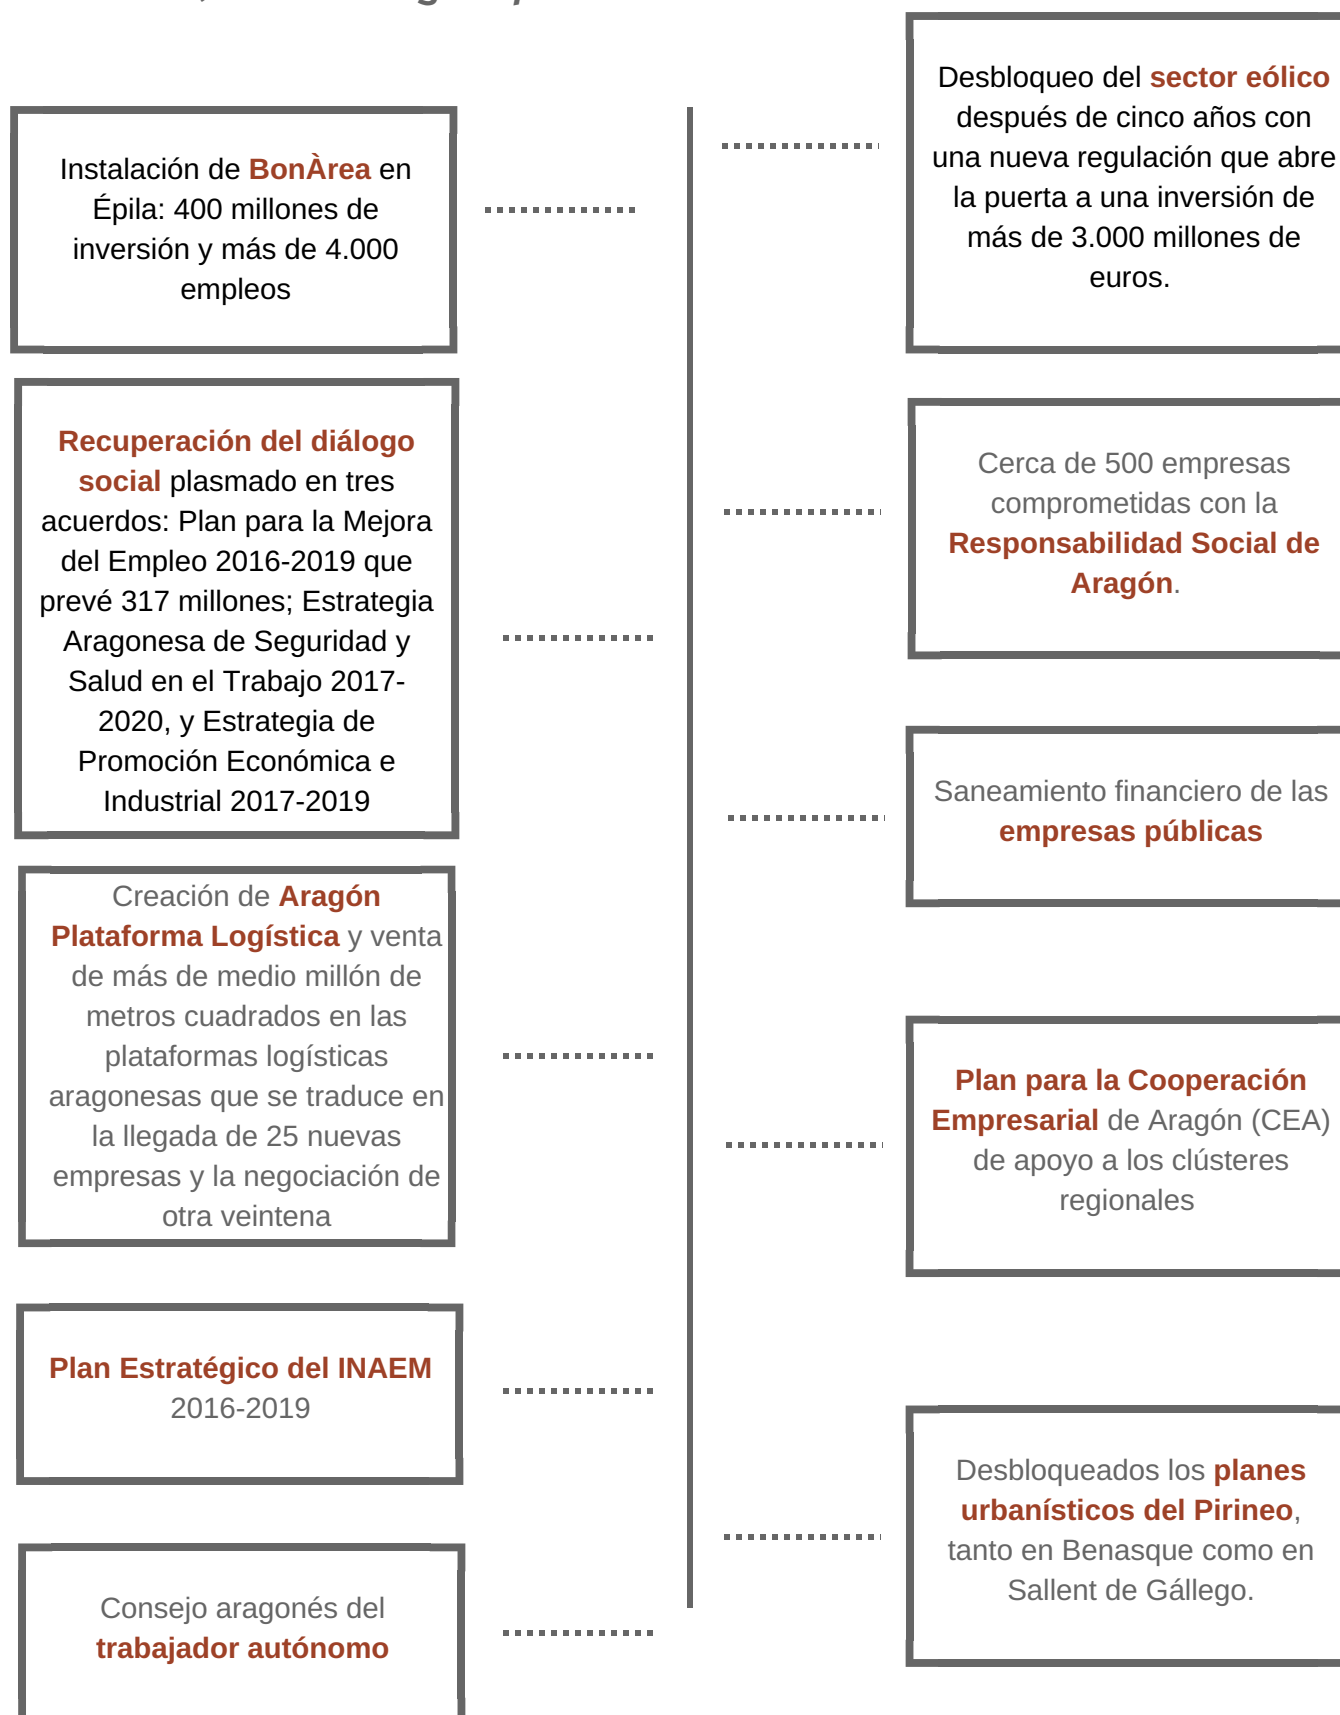 Instalación de BonÀrea en
Épila: 400 millones de
inversión y más de 4.000
empleos
Recuperación del diálogo
social plasmado en tres
acuerdos: Plan para la Mejora
del Empleo 2016-2019 que
prevé 317 millones; Estrategia
Aragonesa de Seguridad y
Salud en el Trabajo 2017-
2020, y Estrategia de
Promoción Económica e
Industrial 2017-2019
Creación de Aragón
Plataforma Logística y venta
de más de medio millón de
metros cuadrados en las
plataformas logísticas
aragonesas que se traduce en
la llegada de 25 nuevas
empresas y la negociación de
otra veintena
Plan Estratégico del INAEM
2016-2019
Consejo aragonés del
trabajador autónomo
Desbloqueo del sector eólico
después de cinco años con
una nueva regulación que abre
la puerta a una inversión de
más de 3.000 millones de
euros.
Cerca de 500 empresas
comprometidas con la
Responsabilidad Social de
Aragón.
Saneamiento financiero de las
empresas públicas
Plan para la Cooperación
Empresarial de Aragón (CEA)
de apoyo a los clústeres
regionales
Desbloqueados los planes
urbanísticos del Pirineo,
tanto en Benasque como en
Sallent de Gállego.